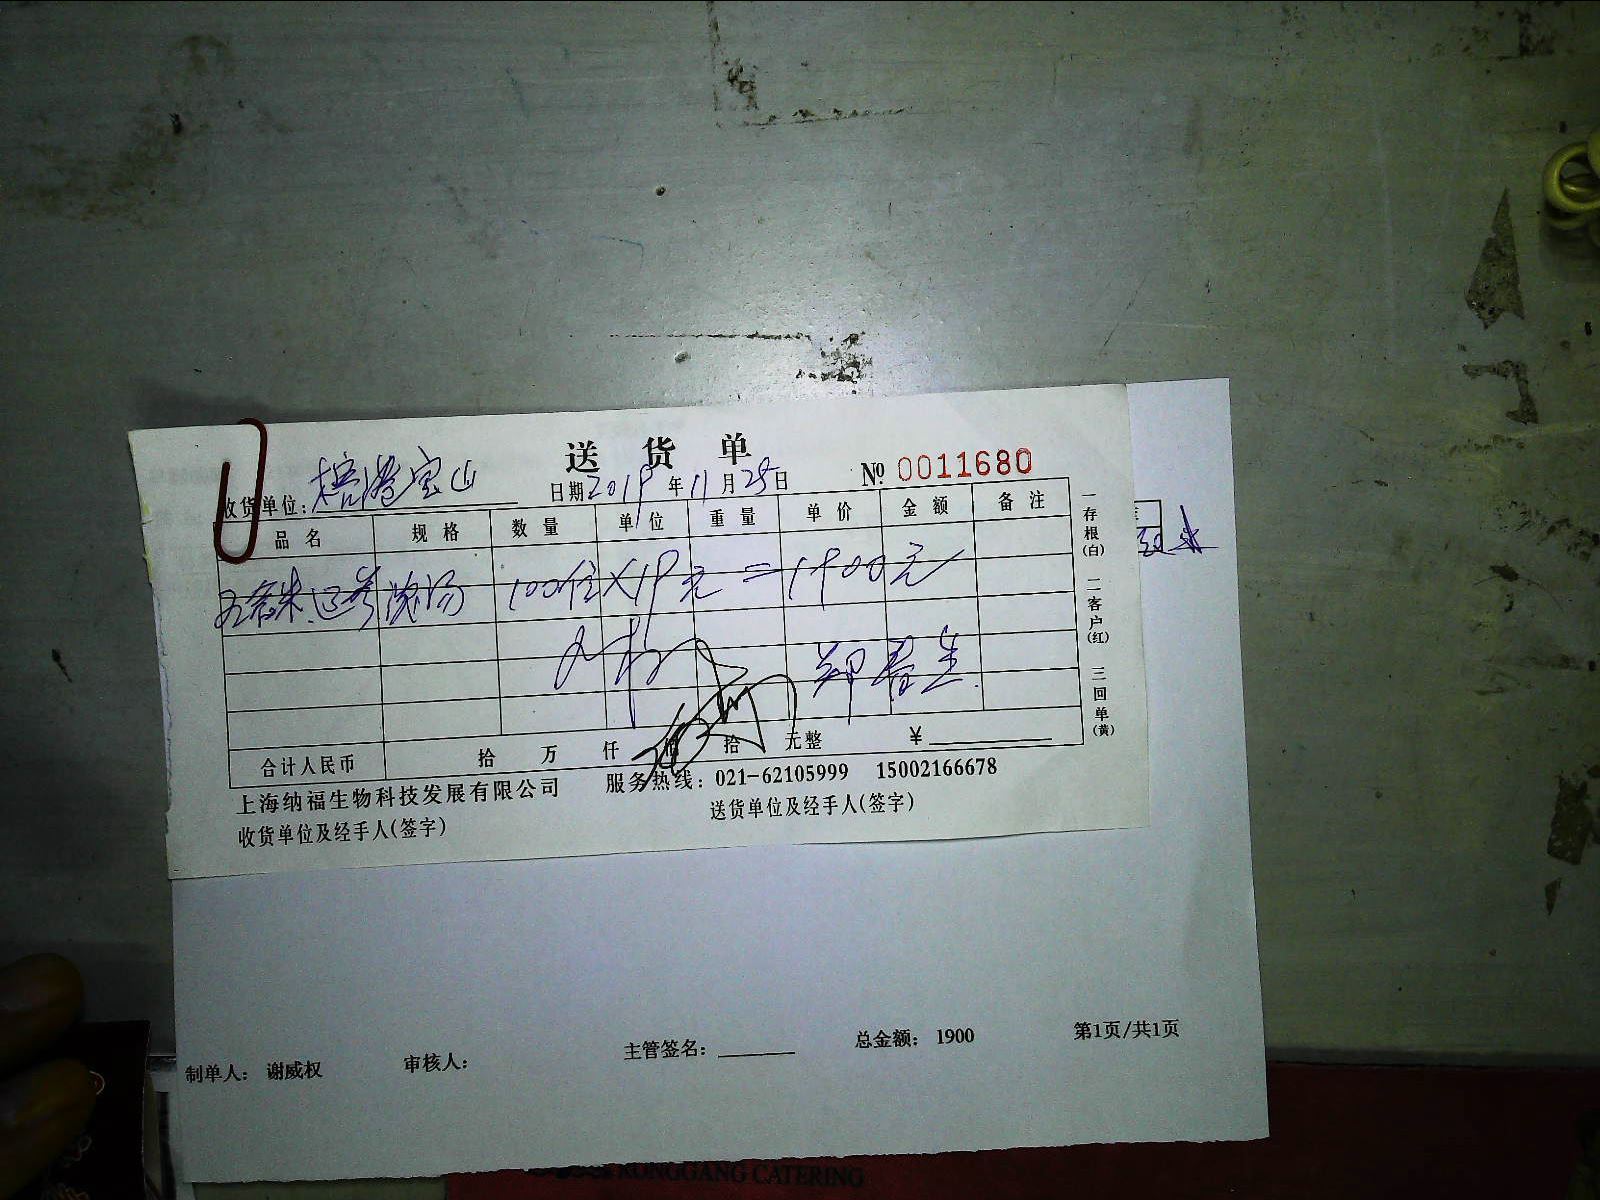 送货单
收货单位: 榕港宝山 日期 2019 年 11 月 25 日 № 0011680
品名 规格 数量 单位 重量 单价 金额 备注
100位×19元=1900元
郑春生
合计人民币 拾 万 仟 佰 拾 元整 ¥
上海纳福生物科技发展有限公司 服务热线: 021-62105999 15002166678
收货单位及经手人(签字) 送货单位及经手人(签字)
一存根(白) 二客户(红) 三回单(黄)
制单人: 谢威权 审核人: 主管签名: 总金额: 1900 第1页/共1页
RONGGANG CATERING